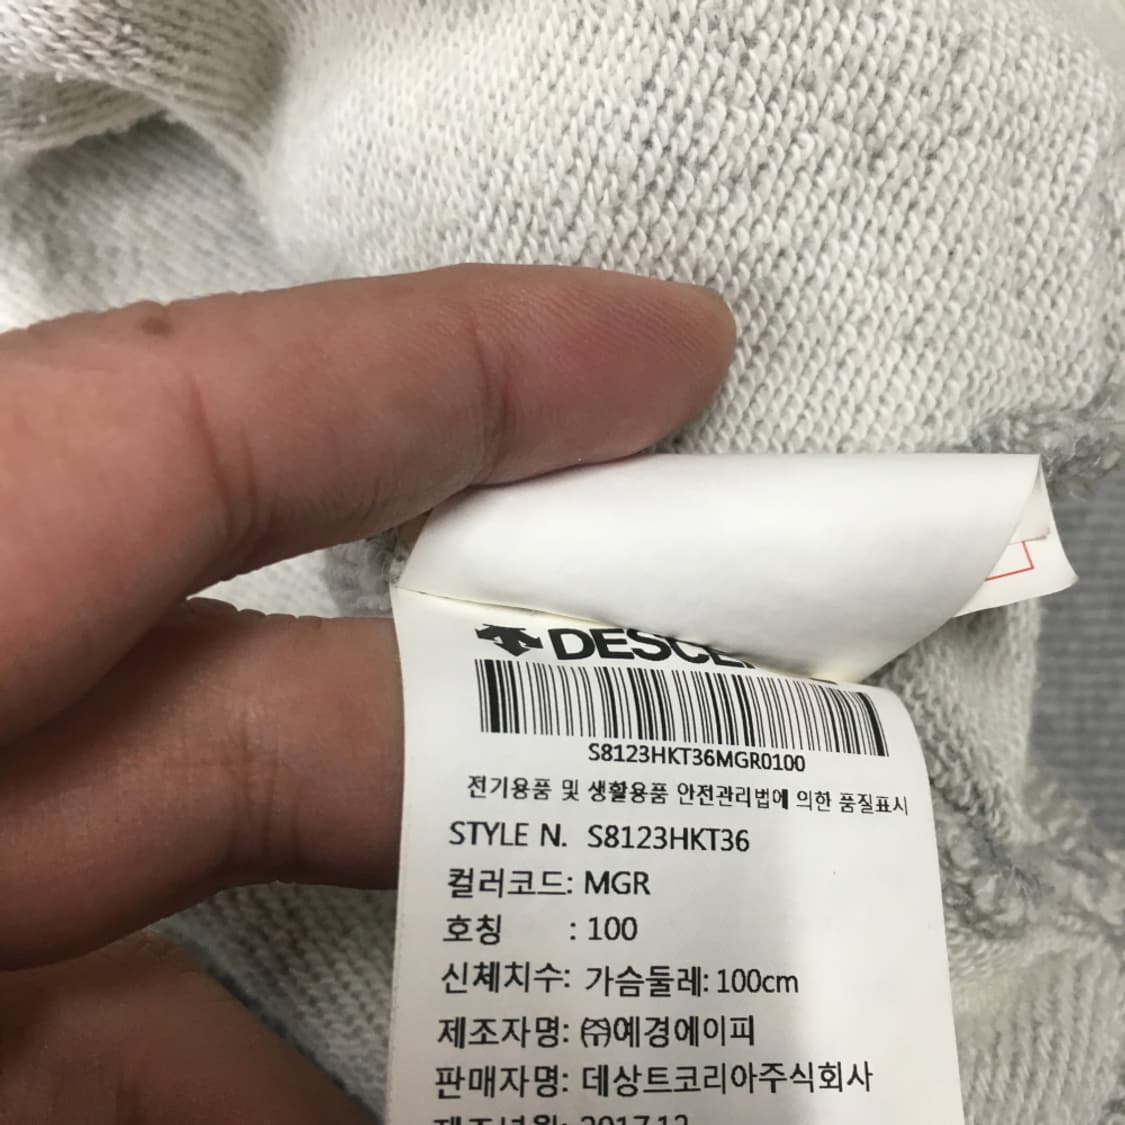 S8123HKT36MGR0100
전기용품 및 생활용품 안전관리법에 의한 품질표시
STYLE N. S8123HKT36
컬러코드: MGR
호칭 : 100
신체치수: 가슴둘레: 100cm
제조자명: ㈜예경에이피
판매자명: 데상트코리아주식회사